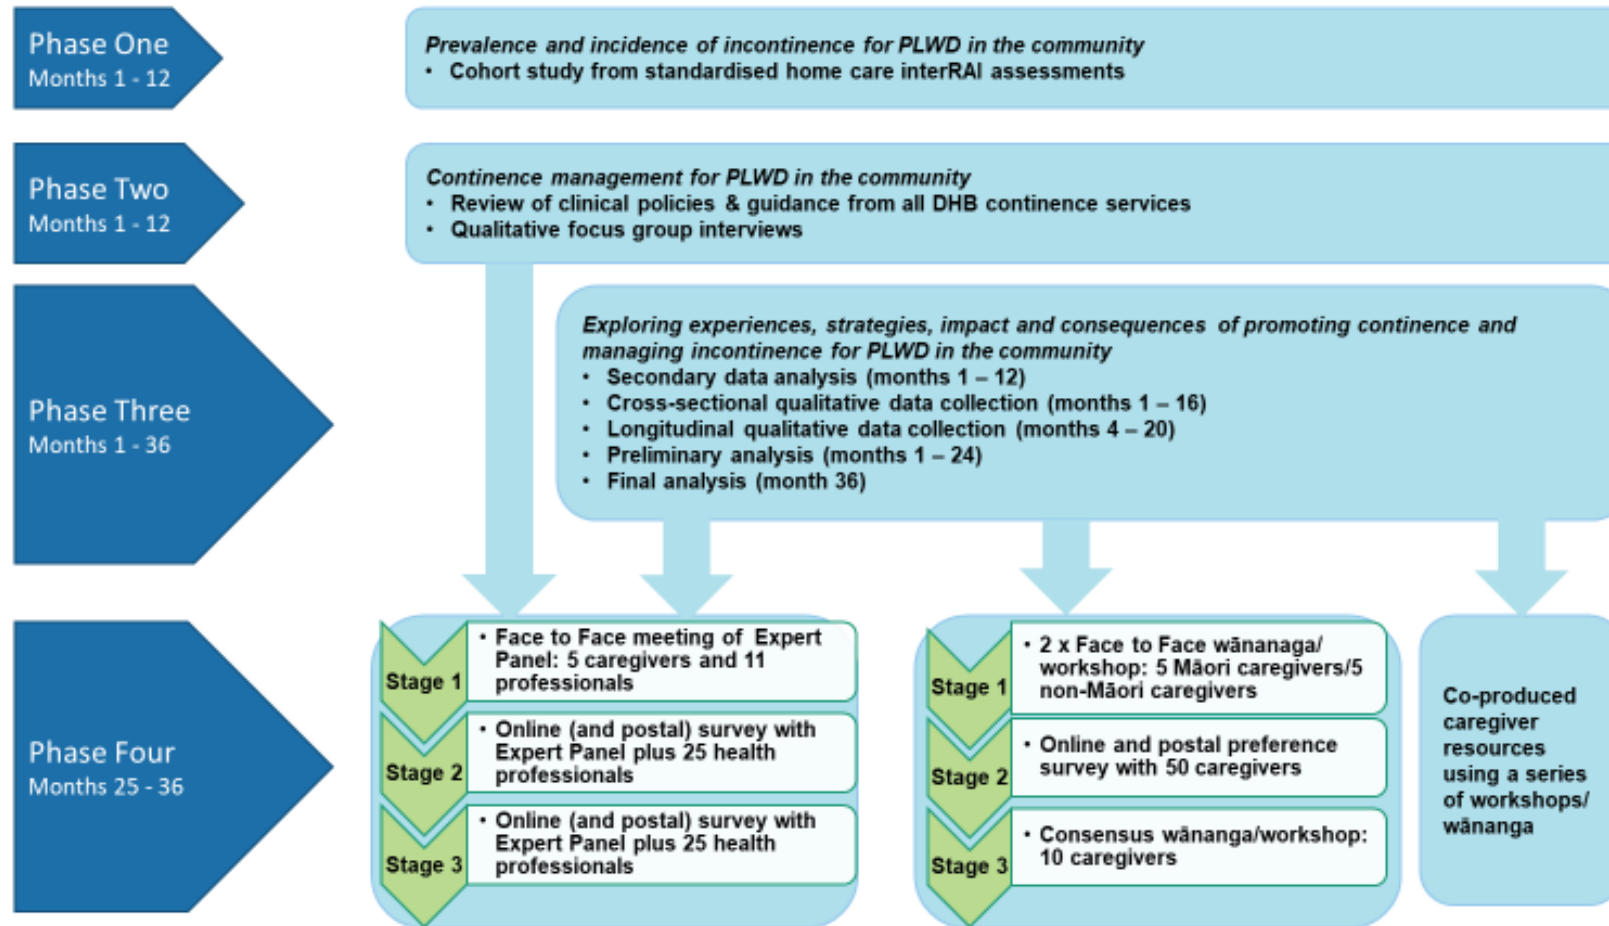 Phase One
Months 1 - 12
Prevalence and incidence of incontinence for PLWD in the community
• Cohort study from standardised home care interRAI assessments
Phase Two
Months 1 - 12
Continence management for PLWD in the community
• Review of clinical policies & guidance from all DHB continence services
• Qualitative focus group interviews
Phase Three
Months 1 - 36
Exploring experiences, strategies, impact and consequences of promoting continence and
managing incontinence for PLWD in the community
• Secondary data analysis (months 1 – 12)
• Cross-sectional qualitative data collection (months 1 – 16)
• Longitudinal qualitative data collection (months 4 – 20)
• Preliminary analysis (months 1 – 24)
• Final analysis (month 36)
Phase Four
Months 25 - 36
Stage 1
• Face to Face meeting of Expert
Panel: 5 caregivers and 11
professionals
Stage 2
• Online (and postal) survey with
Expert Panel plus 25 health
professionals
Stage 3
• Online (and postal) survey with
Expert Panel plus 25 health
professionals
Stage 1
• 2 x Face to Face wānanaga/
workshop: 5 Māori caregivers/5
non-Māori caregivers
Stage 2
• Online and postal preference
survey with 50 caregivers
Stage 3
• Consensus wānanga/workshop:
10 caregivers
Co-produced
caregiver
resources
using a series
of workshops/
wānanga